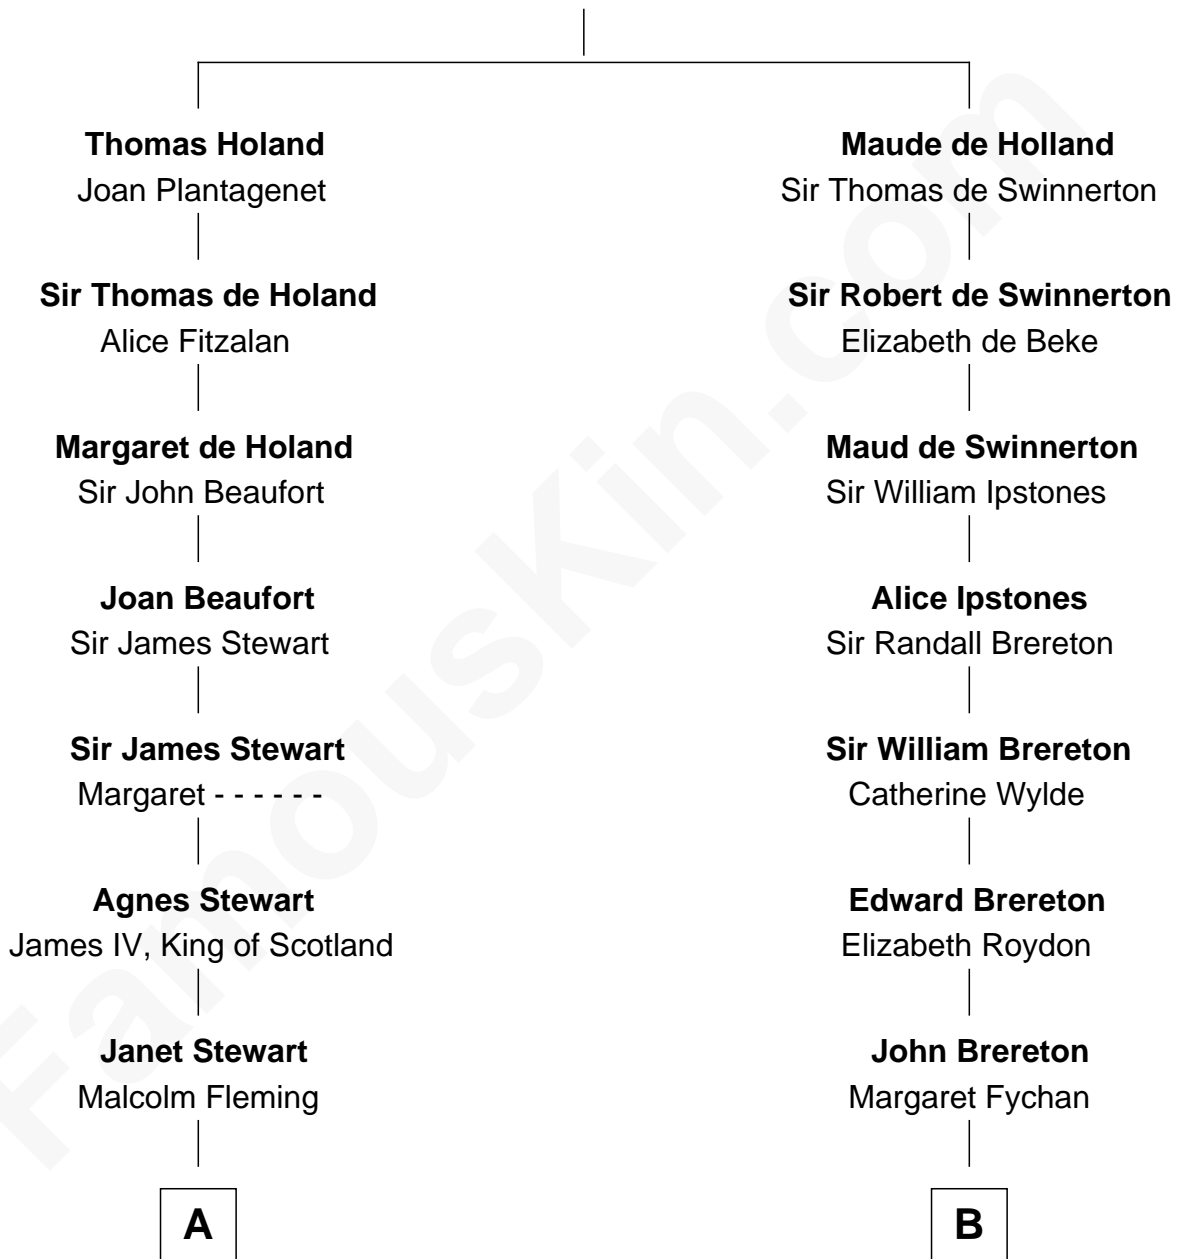 Thomas Holand
Joan Plantagenet
Sir Thomas de Holand
Alice Fitzalan
Margaret de Holand
Sir John Beaufort
Joan Beaufort
Sir James Stewart
Sir James Stewart
Margaret - - - - - -
Agnes Stewart
James IV, King of Scotland
Janet Stewart
Malcolm Fleming
A
Maude de Holland
Sir Thomas de Swinnerton
Sir Robert de Swinnerton
Elizabeth de Beke
Maud de Swinnerton
Sir William Ipstones
Alice Ipstones
Sir Randall Brereton
Sir William Brereton
Catherine Wylde
Edward Brereton
Elizabeth Roydon
John Brereton
Margaret Fychan
B
FamousKin.com